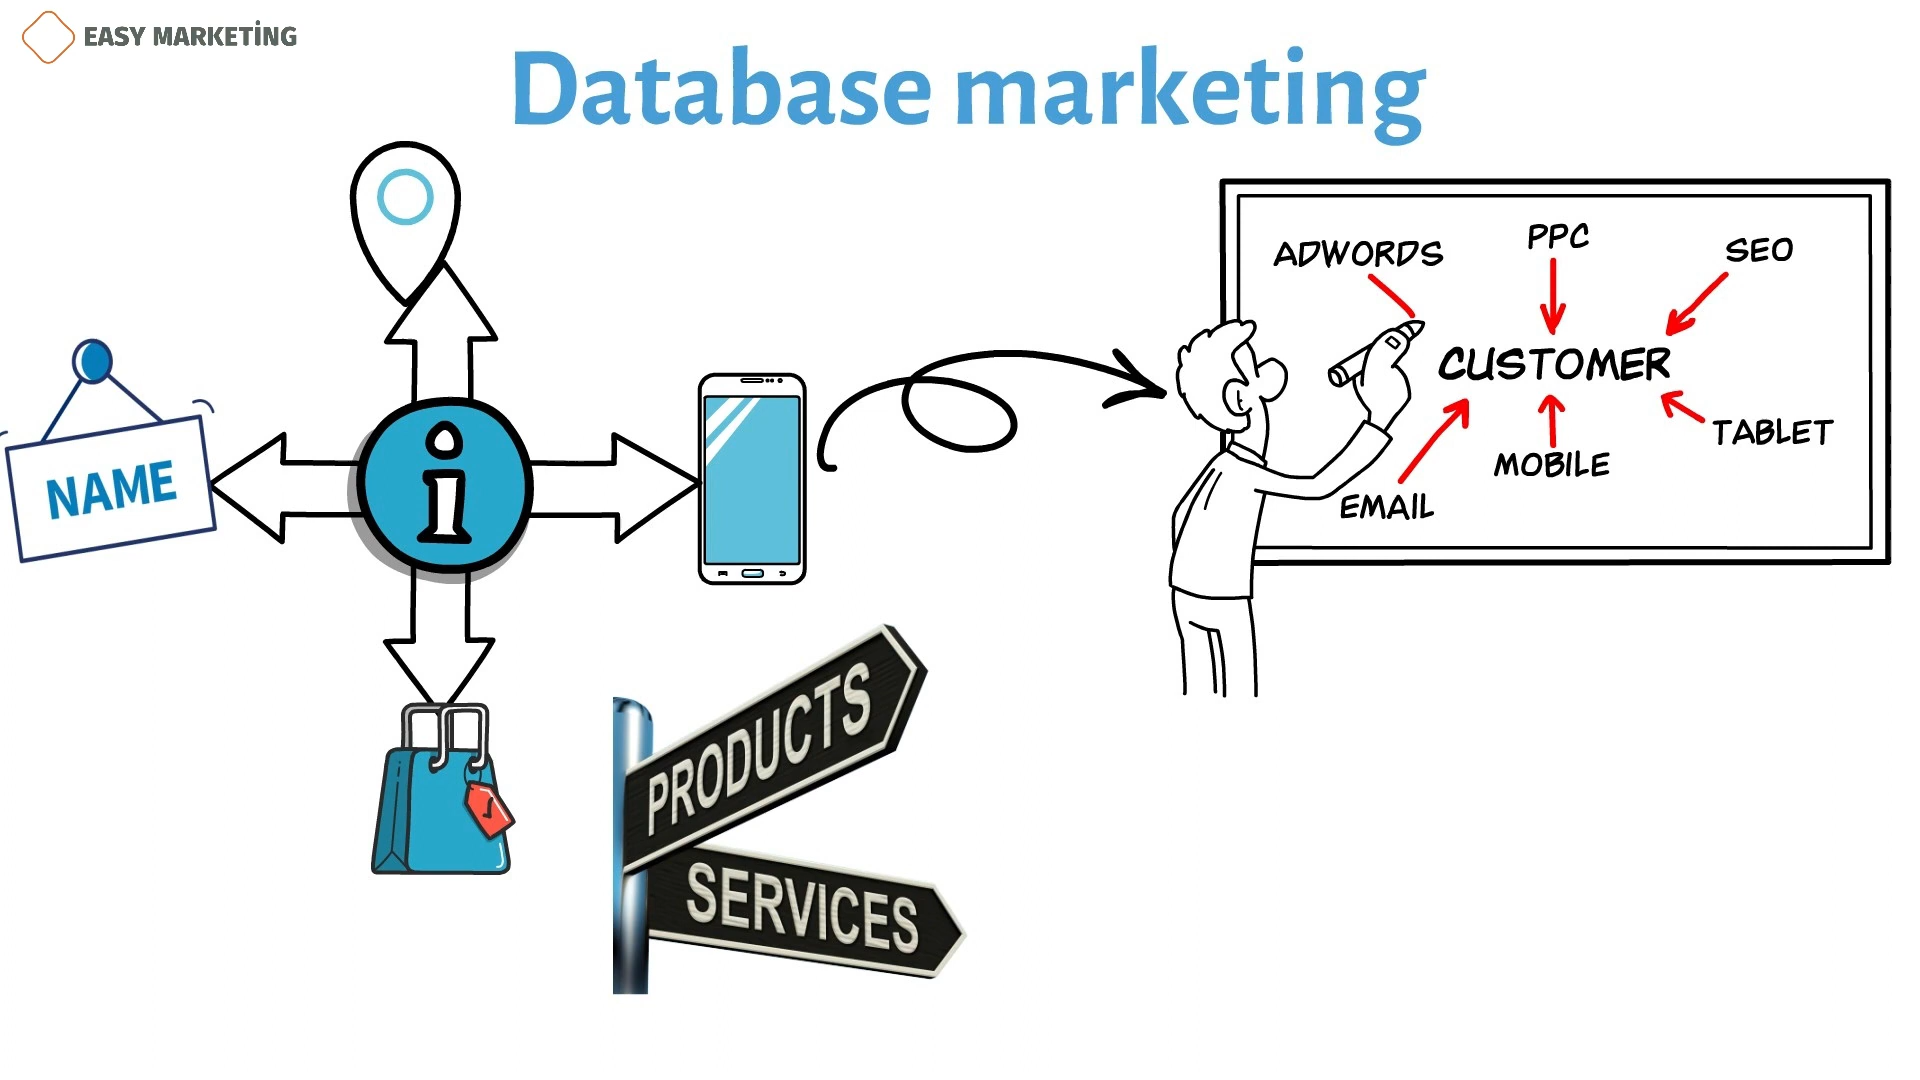 EASY MARKETİNG
Database marketing
ADWORDS
PPC
SEO
CUSTOMER
TABLET
MOBILE
EMAIL
NAME
i
PRODUCTS
SERVICES